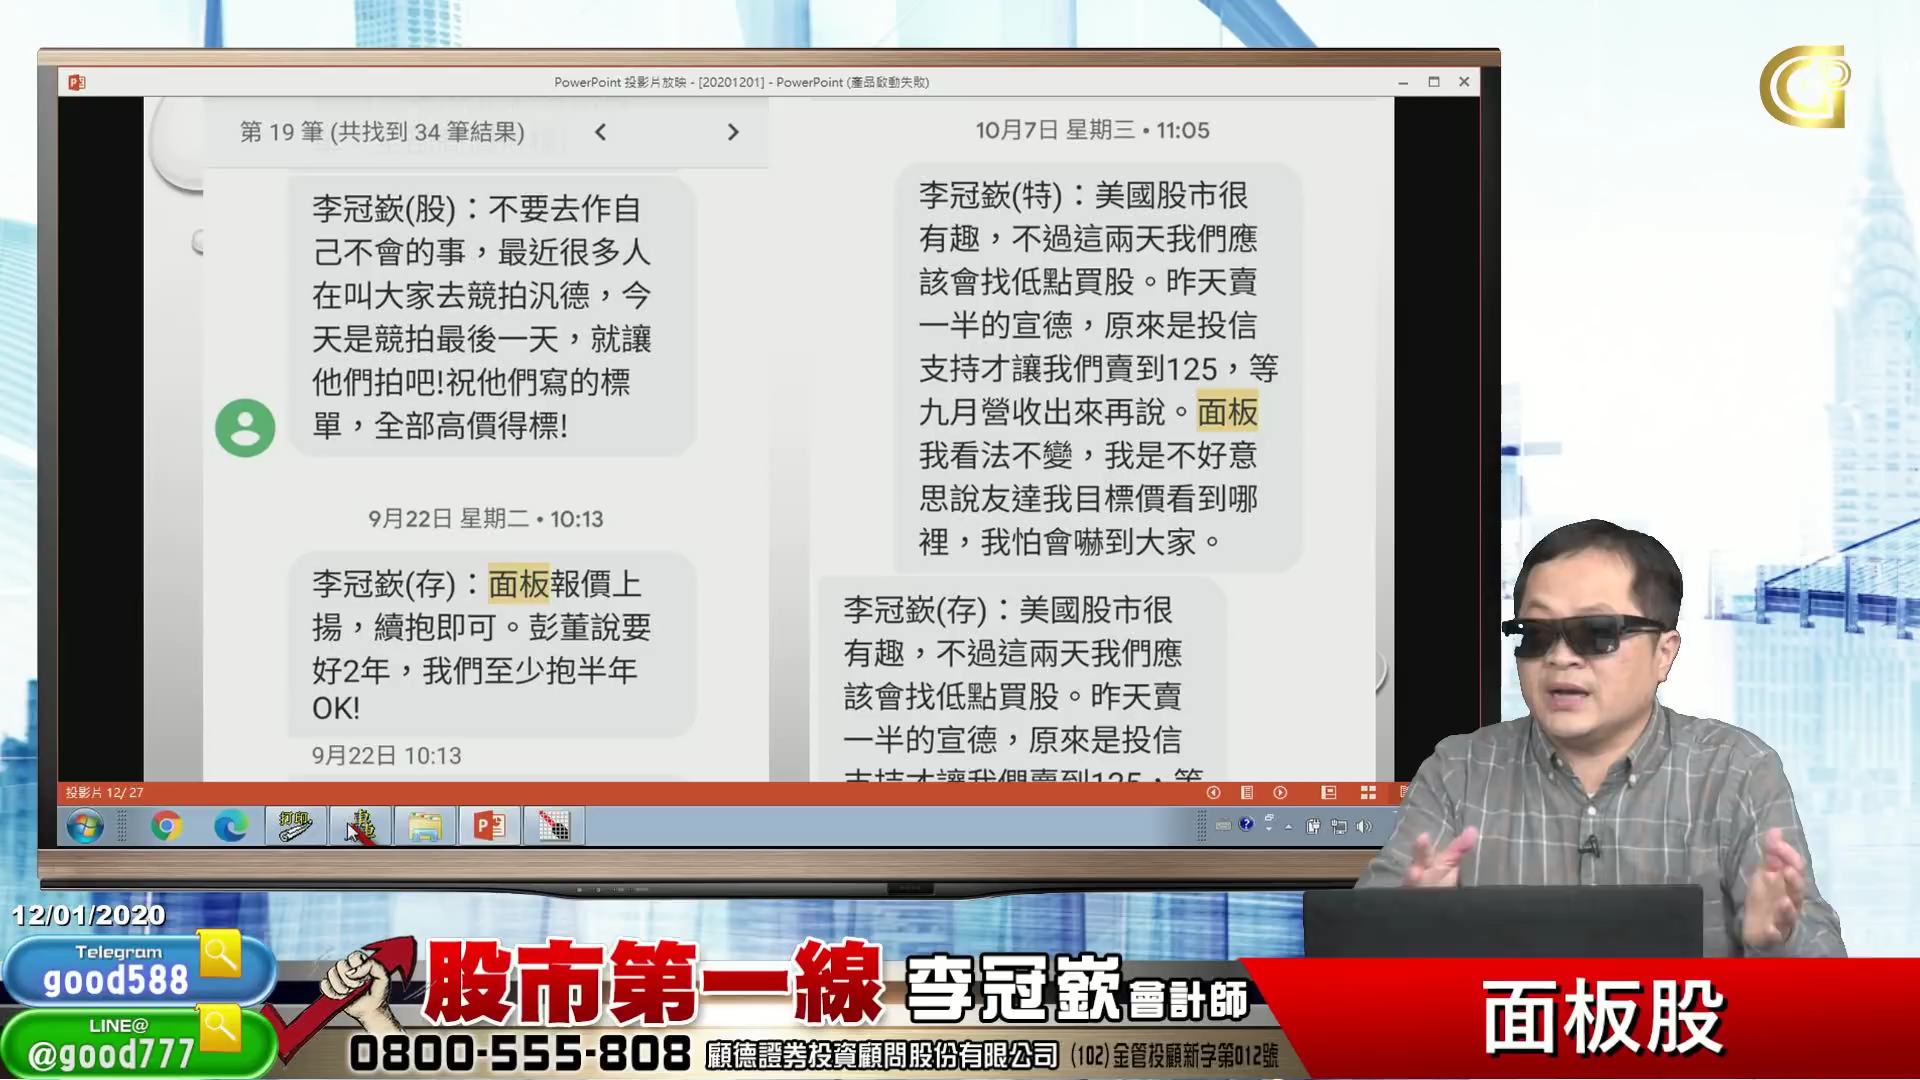 PowerPoint 投影片放映 - [20201201] - PowerPoint (產品啟動失敗)
第 19 筆 (共找到 34 筆結果)
李冠嶔(股)：不要去作自
己不會的事，最近很多人
在叫大家去競拍汎德，今
天是競拍最後一天，就讓
他們拍吧!祝他們寫的標
單，全部高價得標!
9月22日 星期二 • 10:13
李冠嶔(存)：面板報價上
揚，續抱即可。彭董說要
好2年，我們至少抱半年
OK!
9月22日 10:13
10月7日 星期三 • 11:05
李冠嶔(特)：美國股市很
有趣，不過這兩天我們應
該會找低點買股。昨天賣
一半的宣德，原來是投信
支持才讓我們賣到125，等
九月營收出來再說。面板
我看法不變，我是不好意
思說友達我目標價看到哪
裡，我怕會嚇到大家。
李冠嶔(存)：美國股市很
有趣，不過這兩天我們應
該會找低點買股。昨天賣
一半的宣德，原來是投信
支持才讓我們賣到125，等
投影片 12/ 27
打印
12/01/2020
Telegram
good588
LINE@
@good777
股市第一線 李冠嶔會計師
0800-555-808 顧德證券投資顧問股份有限公司 (102)金管投顧新字第012號
面板股